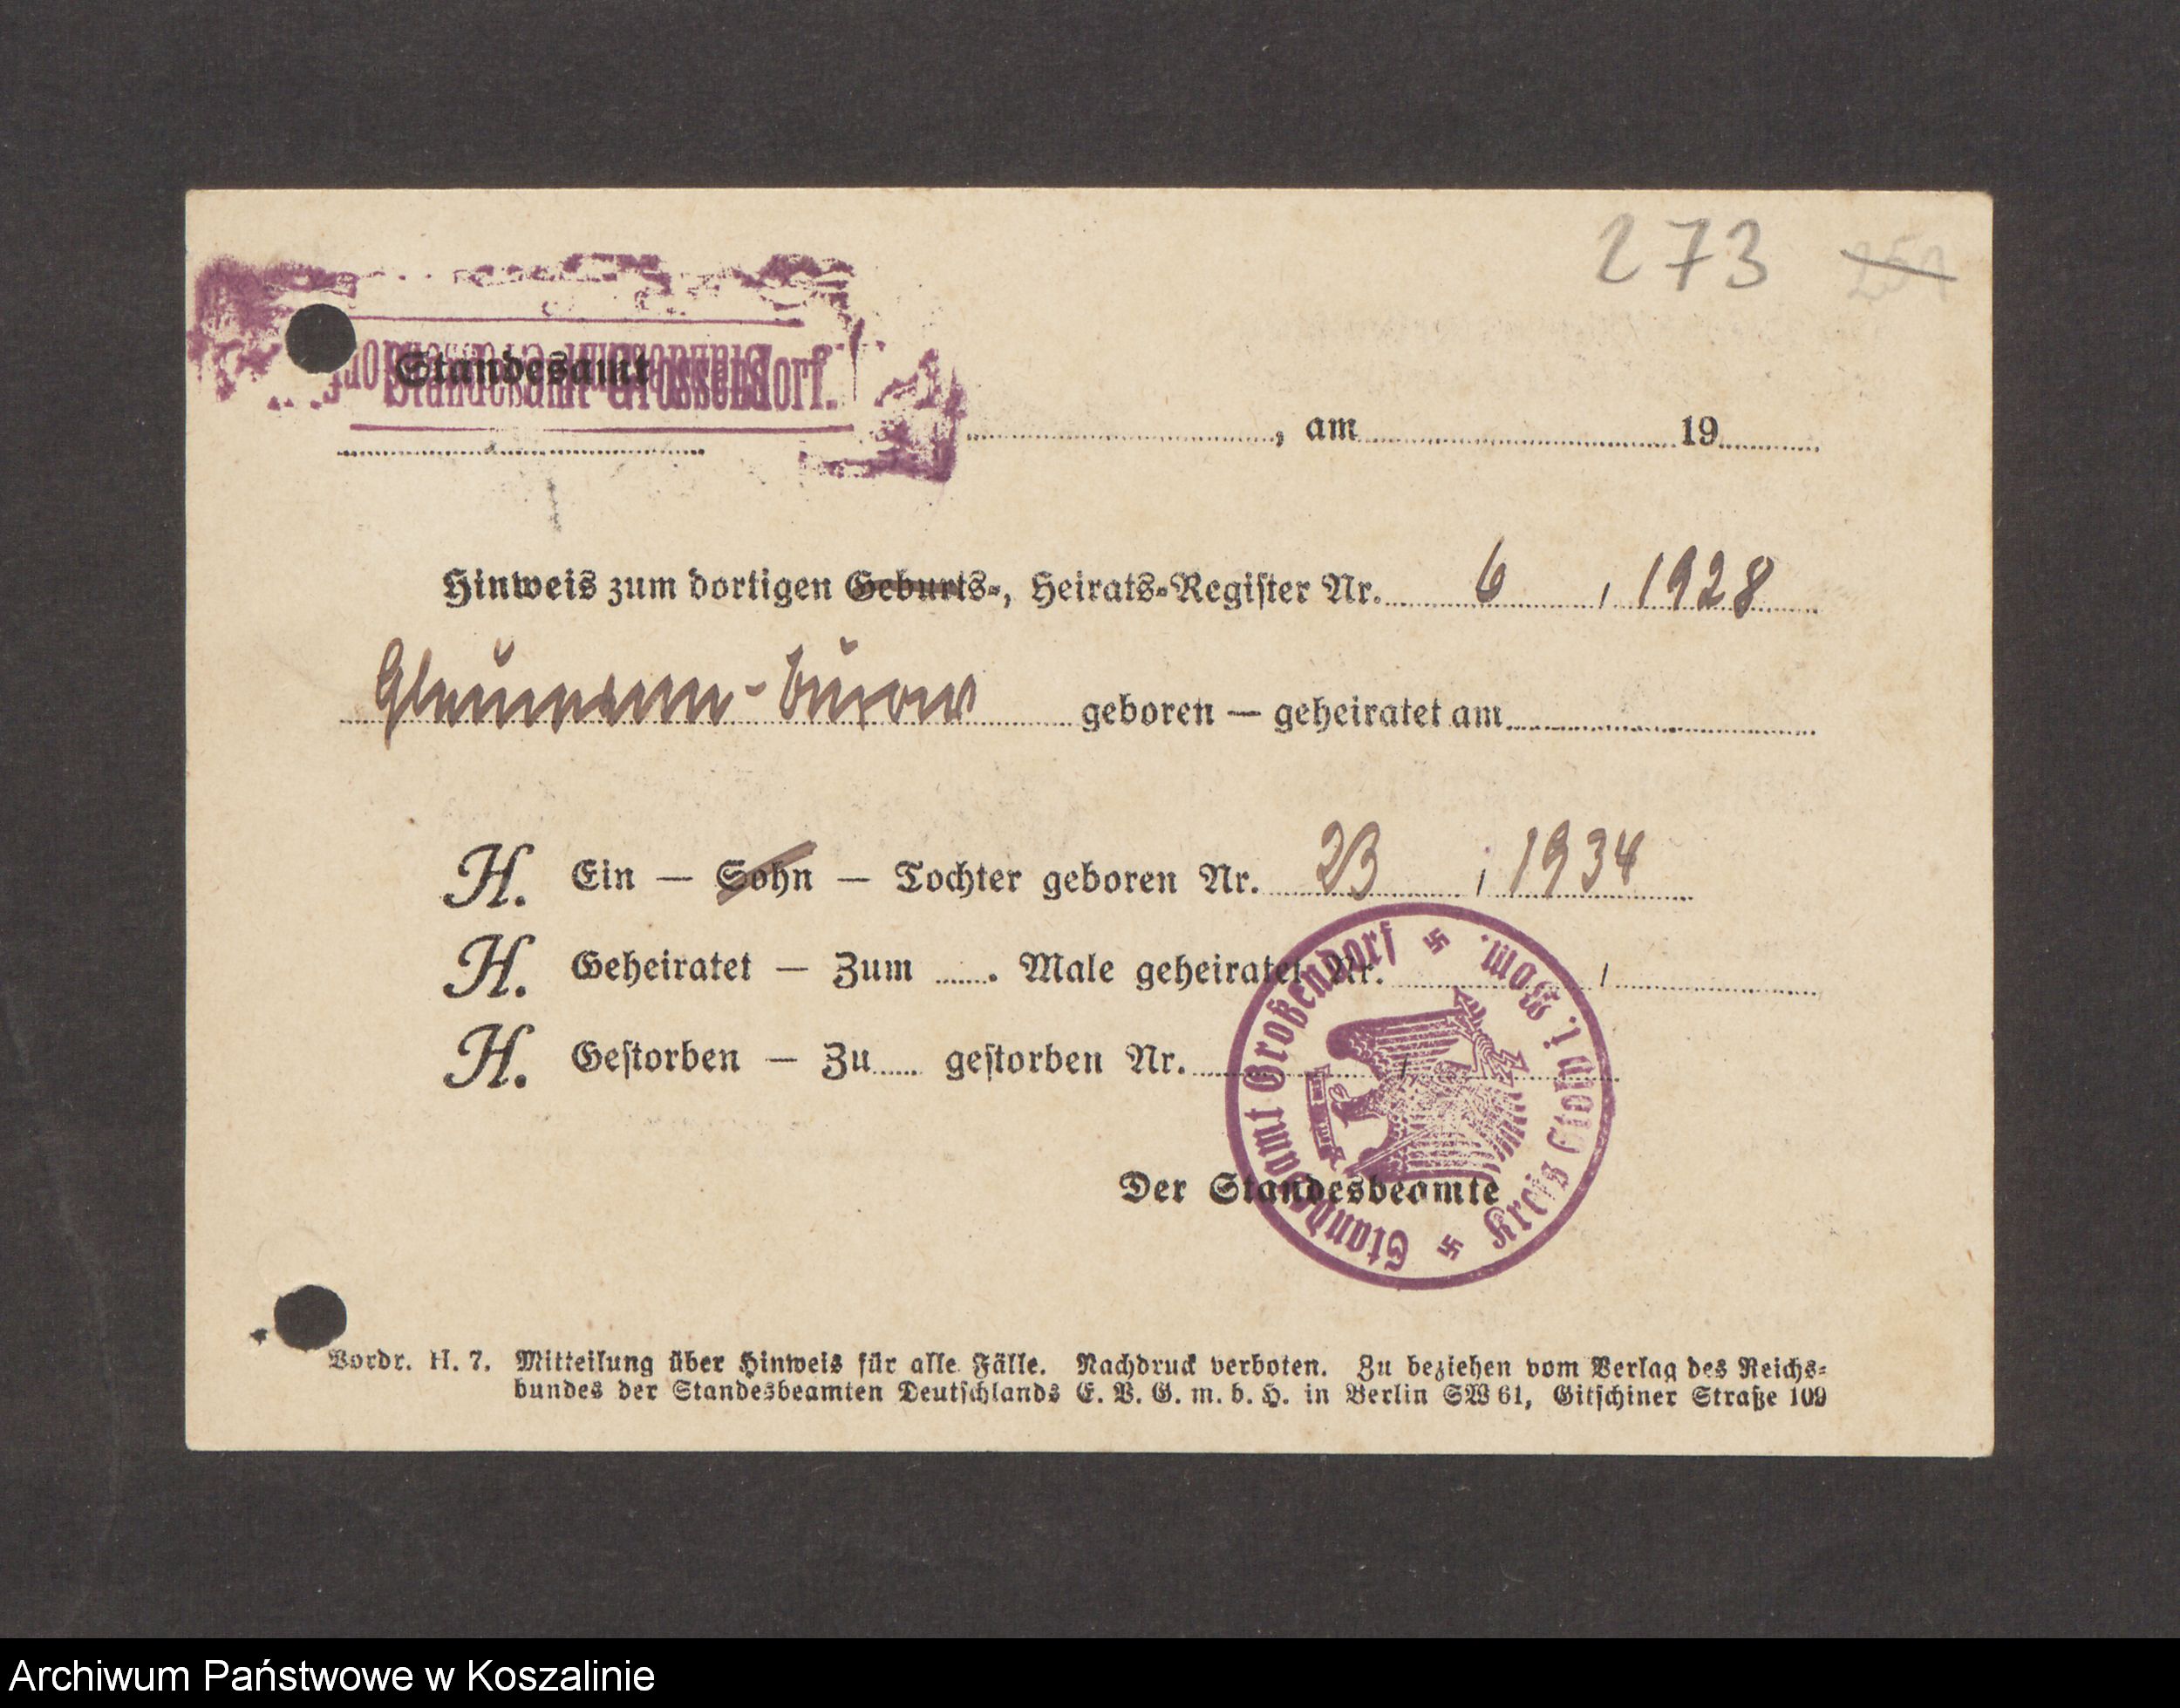 273
Standesamt
Standesamt Grossendorf.
, am 19
Hinweis zum dortigen Geburts-, Heirats-Register Nr. 6 / 1928
geboren — geheiratet am
H. Ein — Sohn — Tochter geboren Nr. 23 / 1934
H. Geheiratet — Zum . Male geheiratet Nr. /
H. Gestorben — Zu gestorben Nr. /
Standesamt Großendorf
Kreis Stolp i. Pom.
Der Standesbeamte
Vordr. H. 7. Mitteilung über Hinweis für alle Fälle. Nachdruck verboten. Zu beziehen vom Verlag des Reichs-
bundes der Standesbeamten Deutschlands E. V. G. m. b. H. in Berlin SW 61, Gitschiner Straße 109
Archiwum Państwowe w Koszalinie